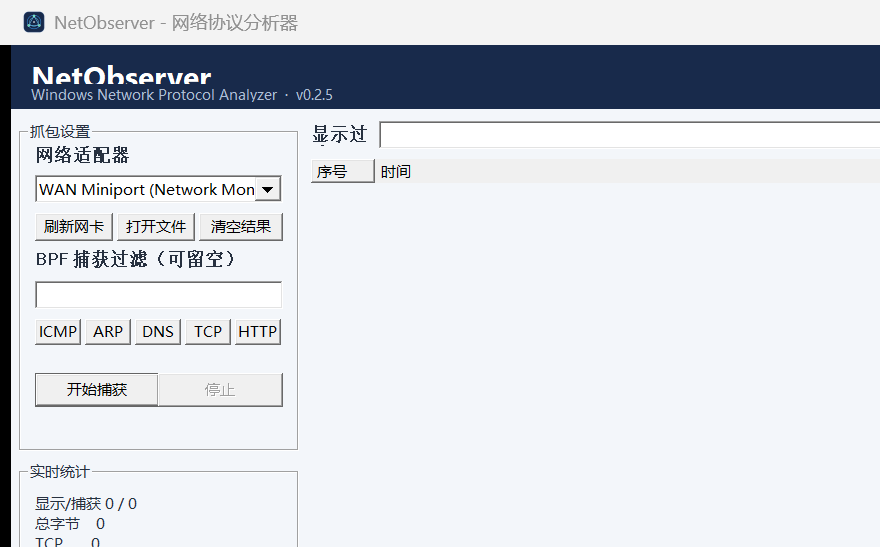 NetObserver - 网络协议分析器
NetObserver
Windows Network Protocol Analyzer · v0.2.5
抓包设置
网络适配器
WAN Miniport (Network Mon
刷新网卡 打开文件 清空结果
BPF 捕获过滤（可留空）
ICMP ARP DNS TCP HTTP
开始捕获 停止
实时统计
显示/捕获 0 / 0
总字节 0
TCP 0
显示过
序号 时间